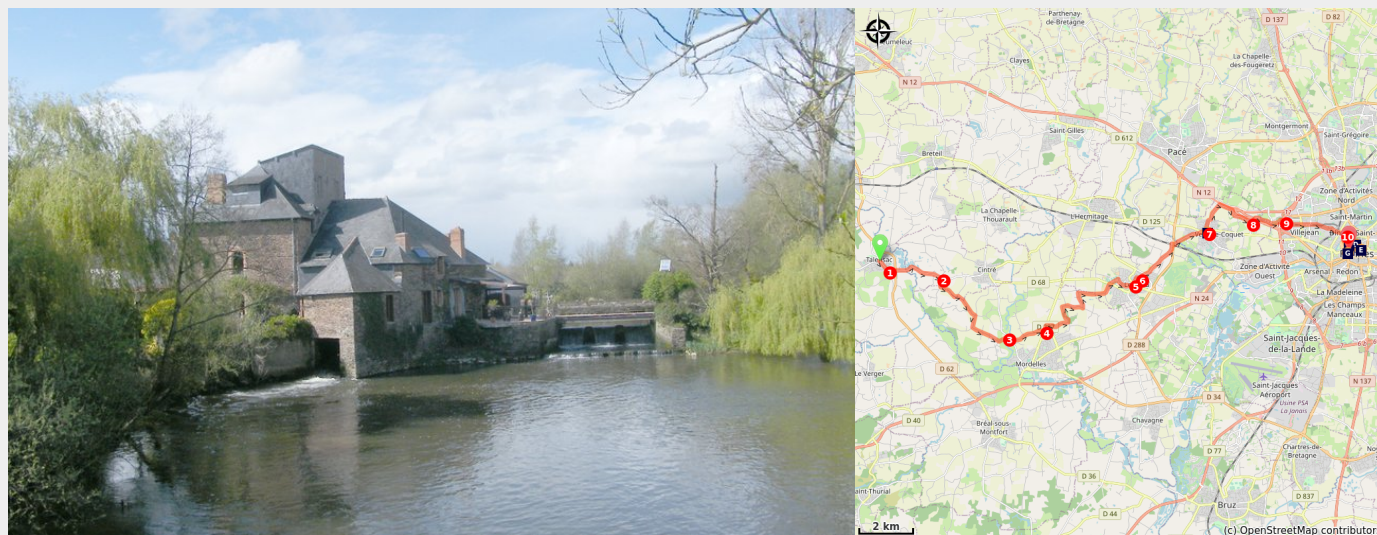 Parthenay-
de-Bretagne
D 137
D 82
La Chapelle-
des-Fougeretz
Clayes
N 12
Montgermont
Saint-Grégoire
Saint-Gilles
D 612
Pacé
Breteil
N 12
Zone d'Activités
Nord
La Chapelle
Thouarault
L'Hermitage
D 125
Saint-Martin
7
8
9
Villejean
10
Coquet
G
E
1
2
Cintré
D 68
5
6
Zone d'Activité
Ouest
Arsenal - Redon
La Madeleine
N 24
Les Champs
Manceaux
3
4
Mordelles
D 288
Saint-Jacques-
de-la-Lande
Le Verger
D 62
Saint-Jacques
Aéroport
N 137
Usine PSA
La Janais
D 34
D 40
Bréal-sous-
Montfort
Chavagne
D 77
Chartres-de-
Bretagne
D 36
D 837
Bruz
D 44
2 km
(c) OpenStreetMap contributor